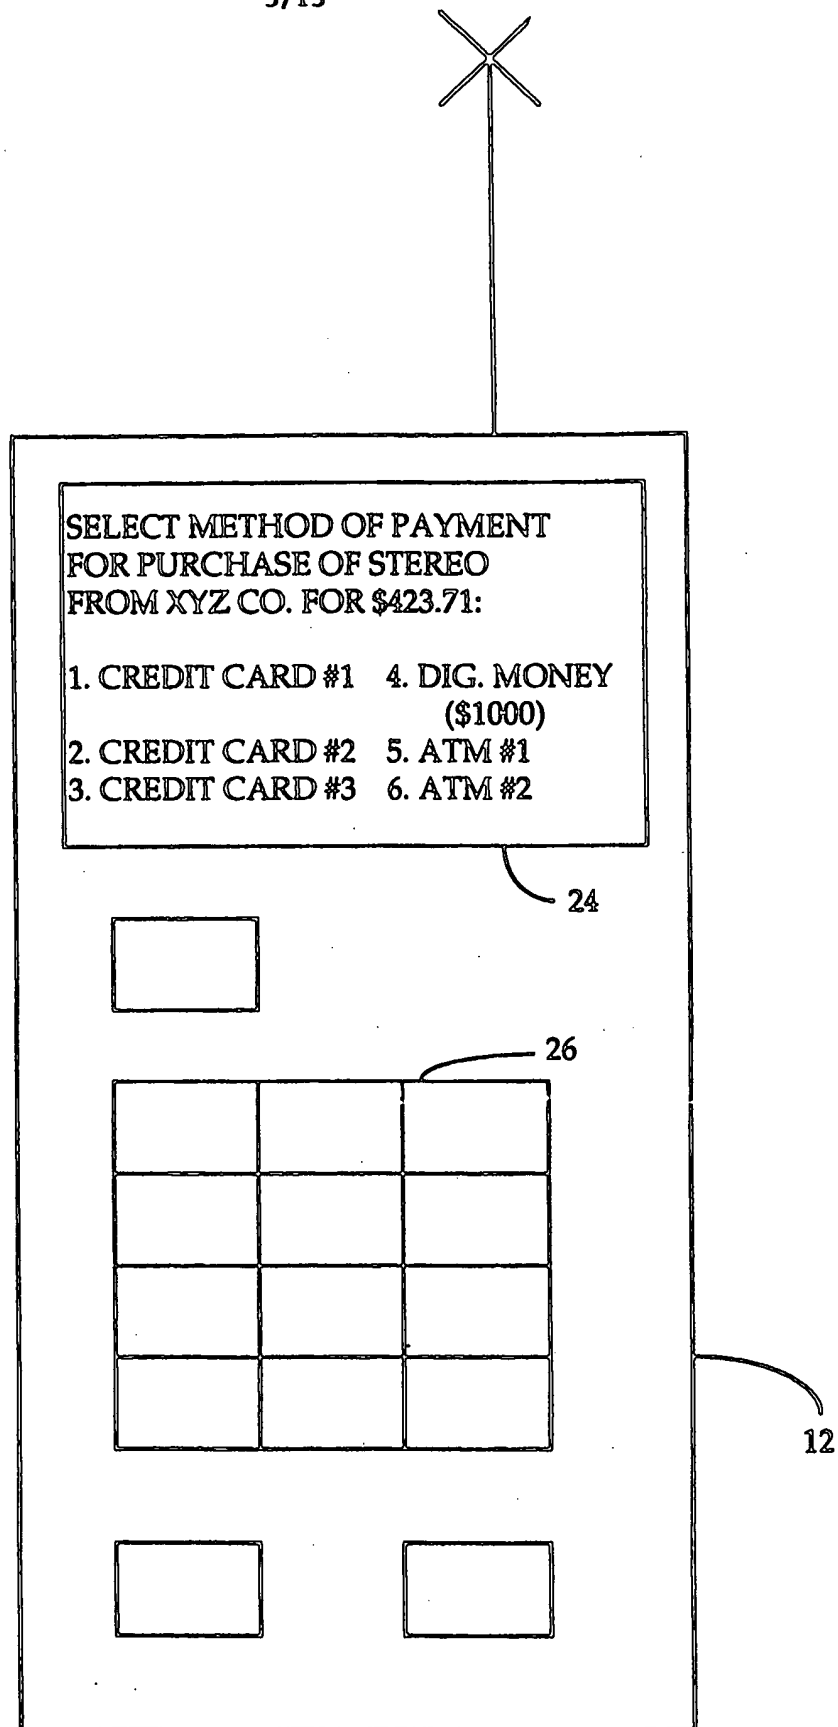 SELECT METHOD OF PAYMENT
FOR PURCHASE OF STEREO
FROM XYZ CO. FOR $423.71:
1. CREDIT CARD #1 4. DIG. MONEY
($1000)
2. CREDIT CARD #2 5. ATM #1
3. CREDIT CARD #3 6. ATM #2
24
26
12